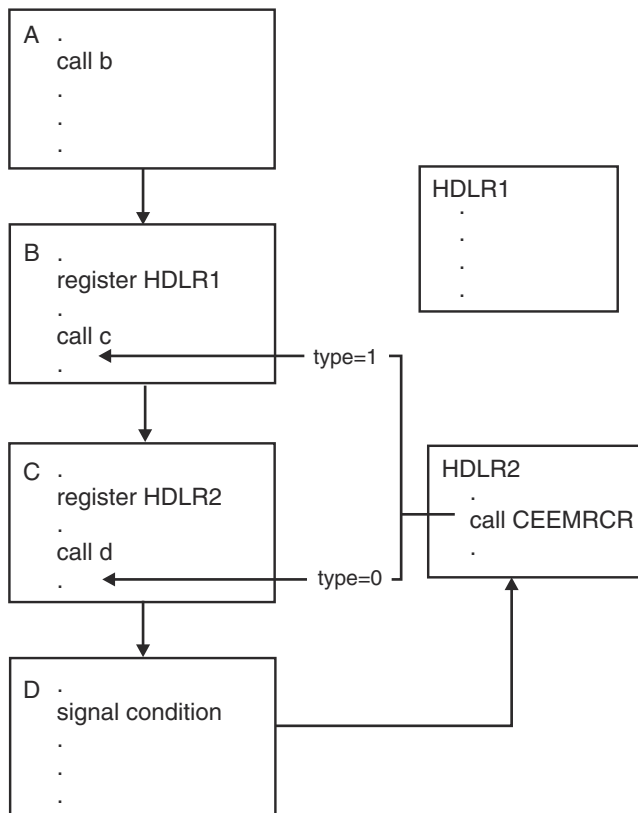 A .
call b
.
.
.
B .
register HDLR1
.
call c
.
C .
register HDLR2
.
call d
.
D .
signal condition
.
.
.
HDLR1
.
.
.
.
type=1
HDLR2
.
call CEEMRCR
.
type=0